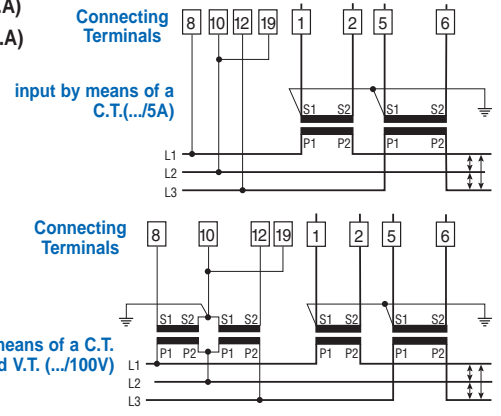 .A)
.A)
Connecting
Terminals
8 10 12 19 1 2 5 6
input by means of a
C.T.(.../5A)
S1 S2 S1 S2
P1 P2 P1 P2
L1
L2
L3
Connecting
Terminals
8 10 12 19 1 2 5 6
S1 S2 S1 S2 S1 S2 S1 S2
means of a C.T.
d V.T. (.../100V)
P1 P2 P1 P2 P1 P2 P1 P2
L1
L2
L3